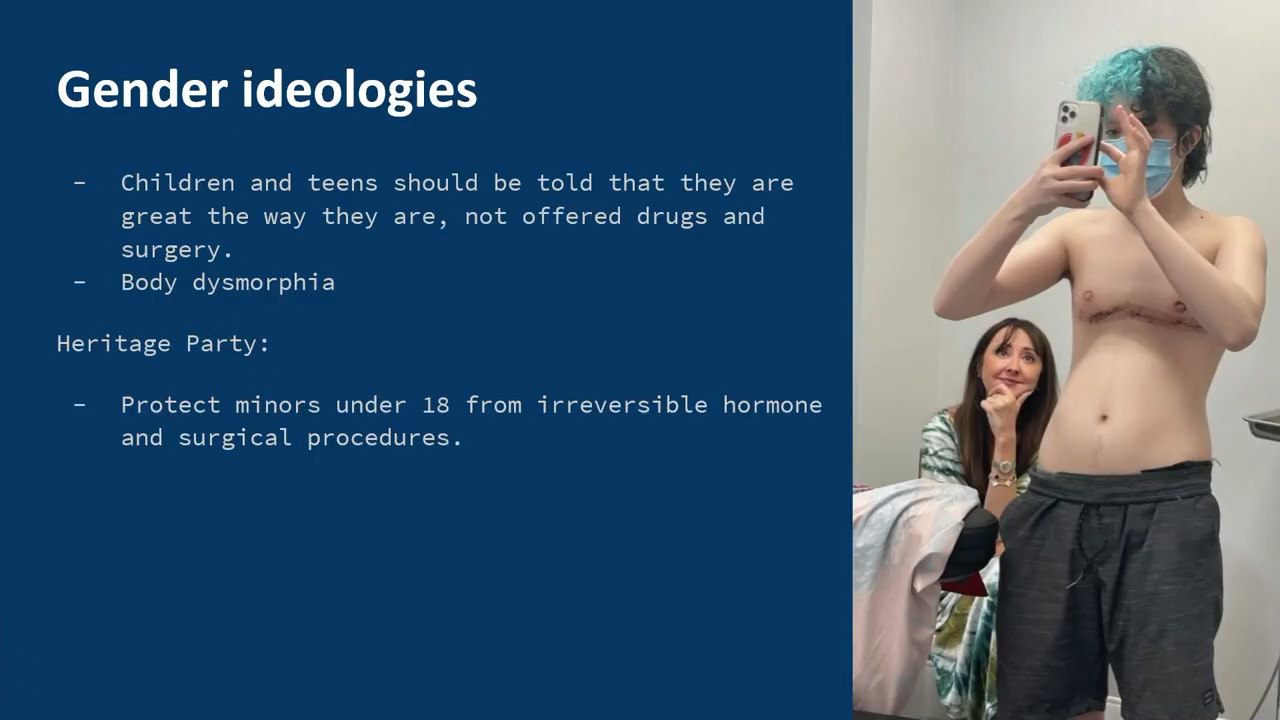 Gender ideologies
- Children and teens should be told that they are
great the way they are, not offered drugs and
surgery.
- Body dysmorphia
Heritage Party:
- Protect minors under 18 from irreversible hormone
and surgical procedures.